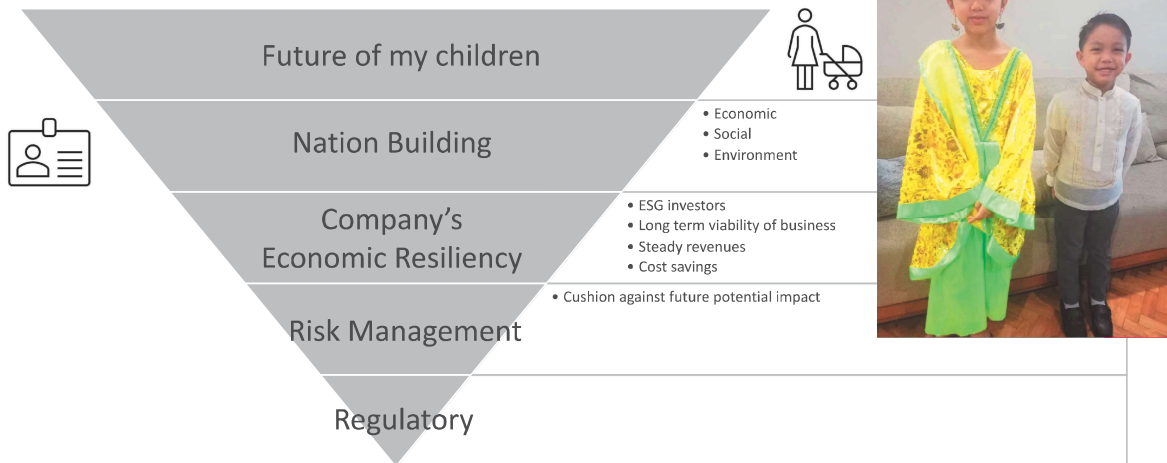 Future of my children
Nation Building
• Economic
• Social
• Environment
Company’s
Economic Resiliency
• ESG investors
• Long term viability of business
• Steady revenues
• Cost savings
Risk Management
• Cushion against future potential impact
Regulatory